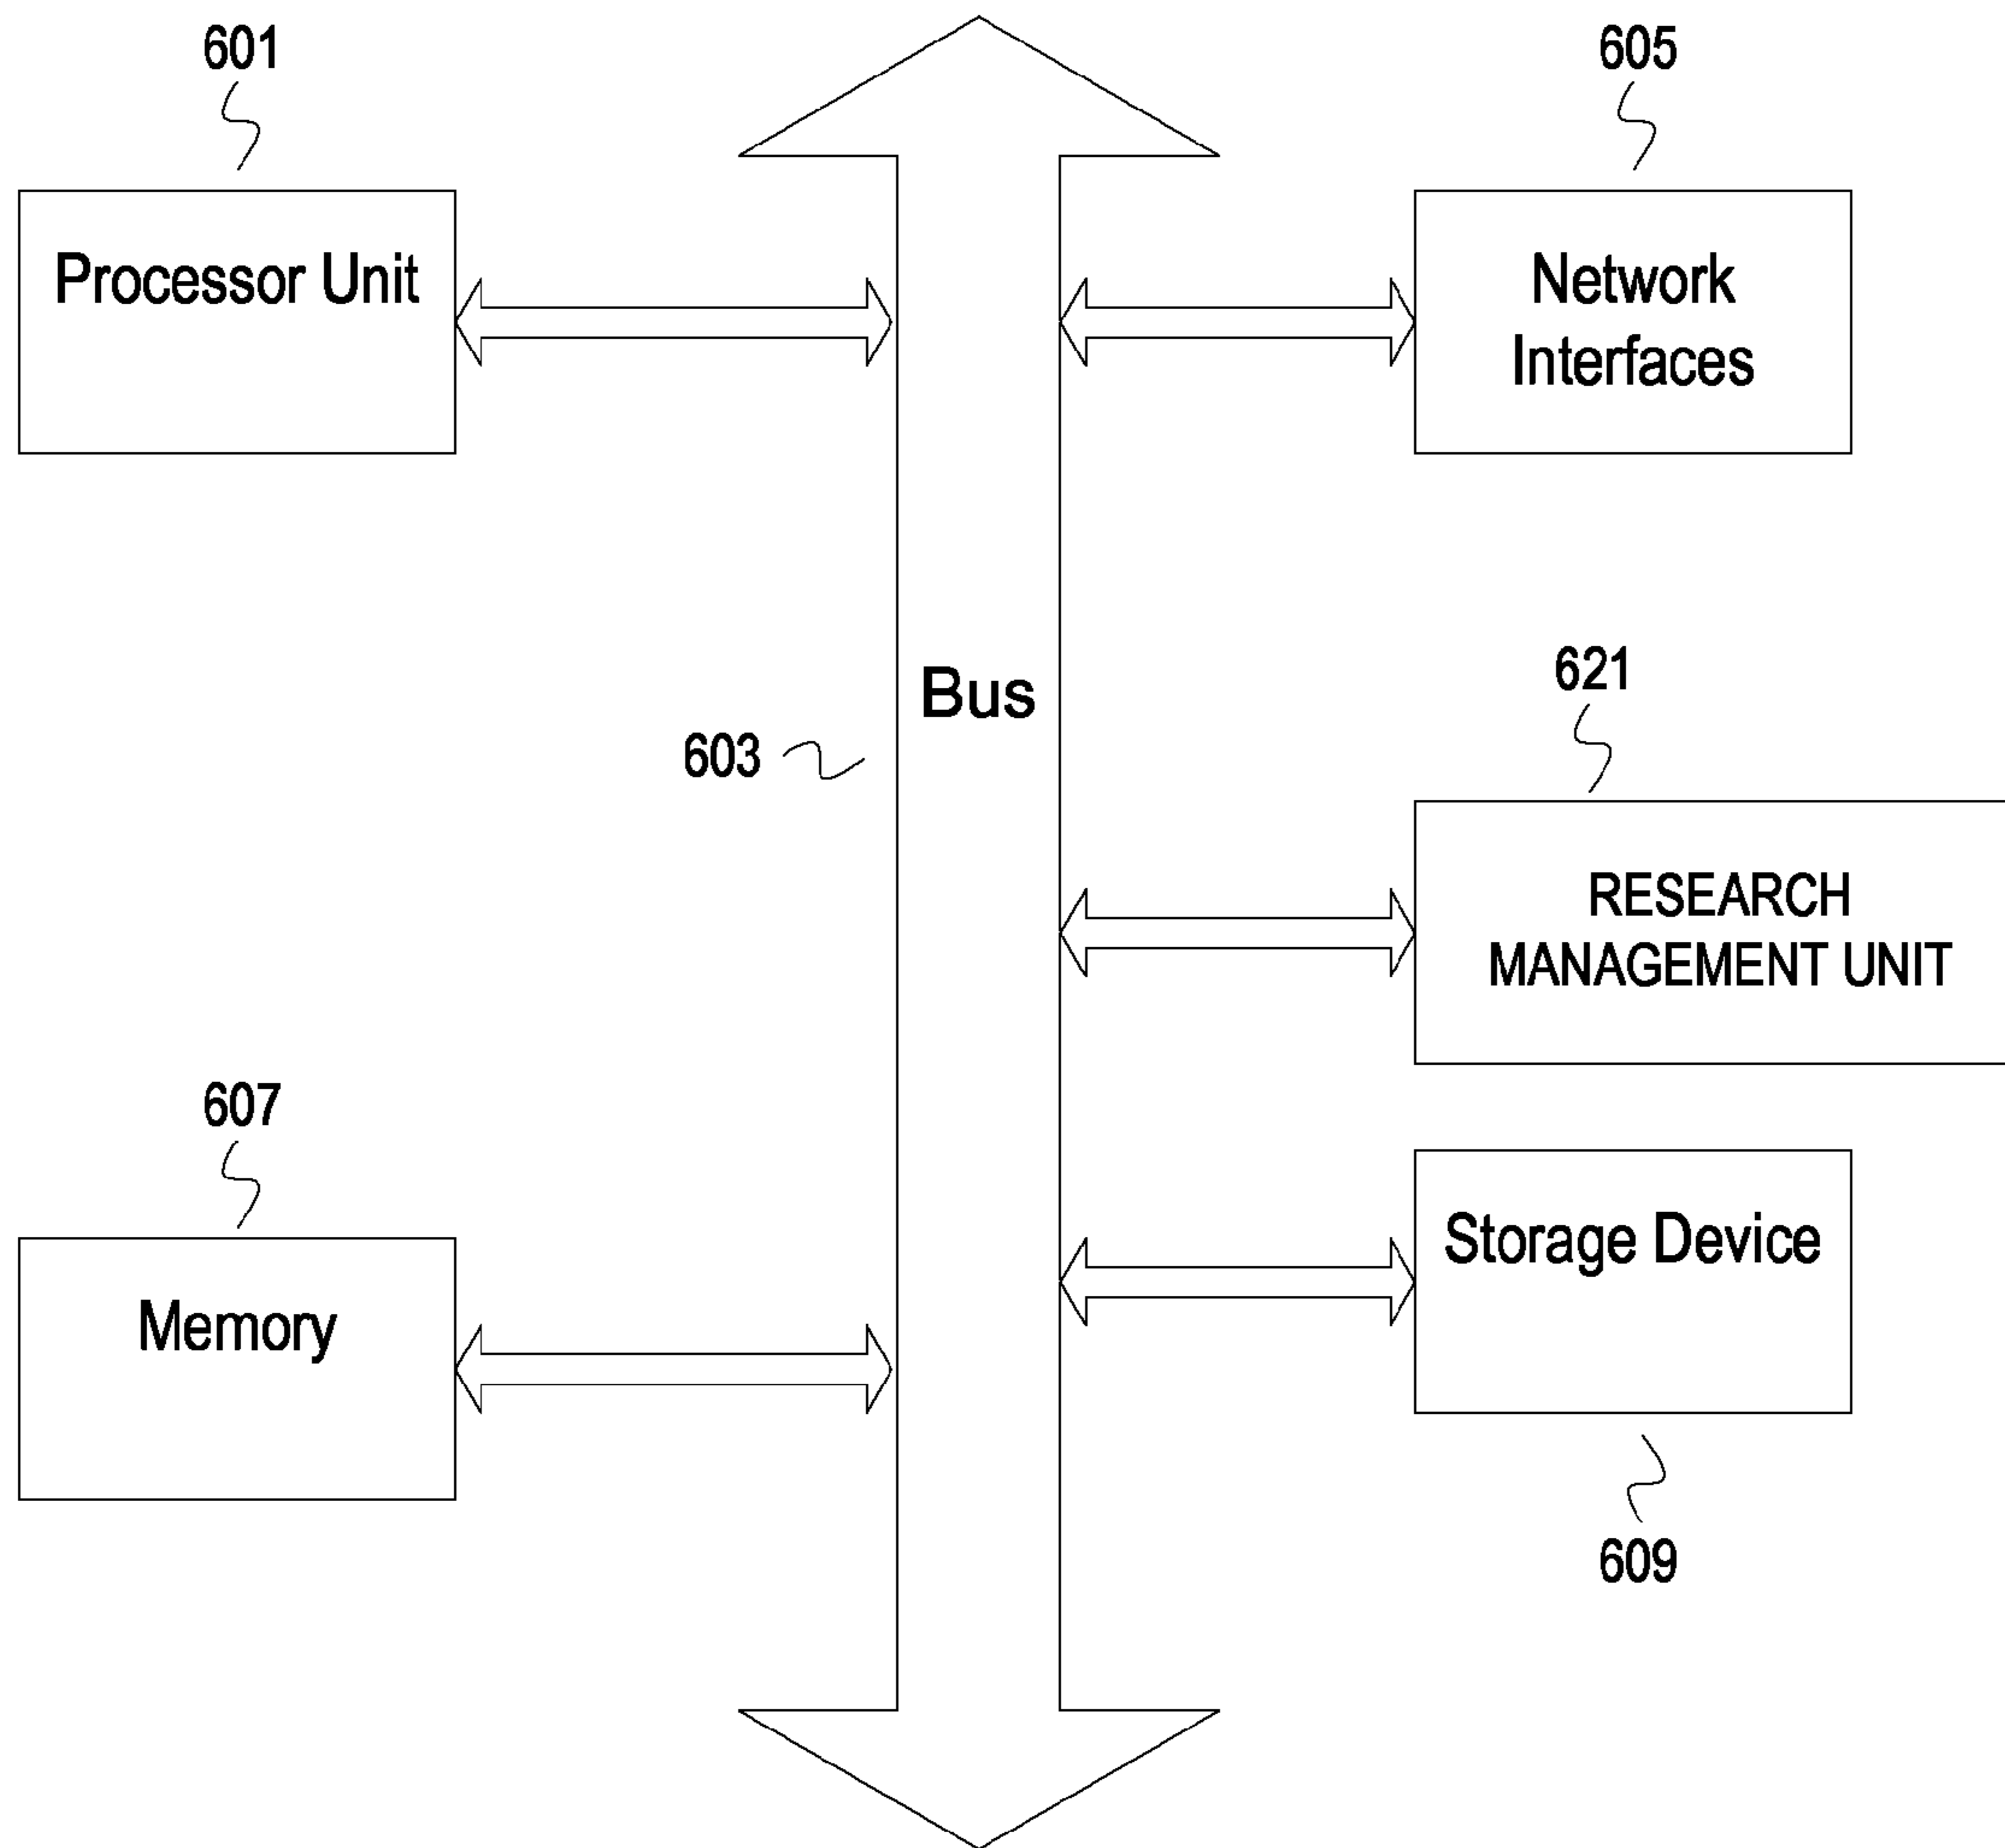 601
605
Processor Unit
Network
Interfaces
Bus
603
621
RESEARCH
MANAGEMENT UNIT
607
Memory
Storage Device
609